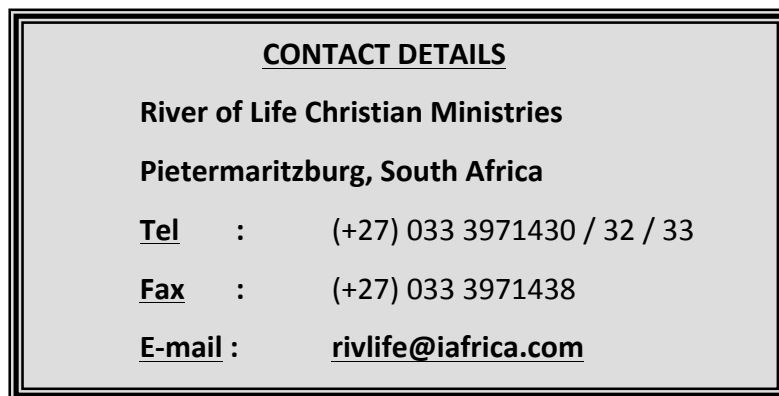 CONTACT DETAILS
River of Life Christian Ministries
Pietermaritzburg, South Africa
Tel : (+27) 033 3971430 / 32 / 33
Fax : (+27) 033 3971438
E-mail : rivlife@iafrica.com